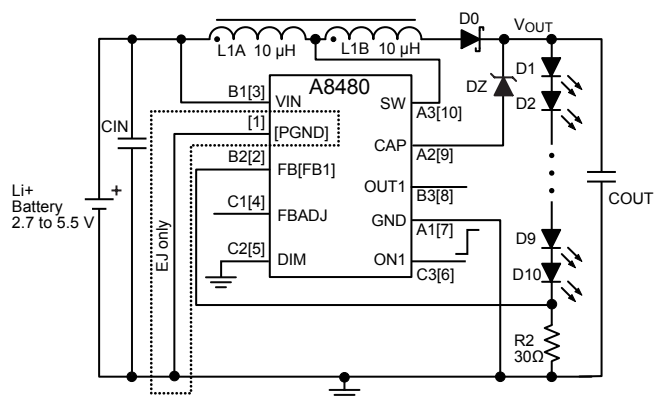 D0
VOUT
L1A 10 µH
L1B 10 µH
D1
D2
DZ
A8480
B1[3]
VIN
SW
A3[10]
[1]
[PGND]
CIN
CAP
A2[9]
B2[2]
FB[FB1]
OUT1
B3[8]
Li+
Battery
2.7 to 5.5 V
+
C1[4]
FBADJ
GND
A1[7]
COUT
EJ only
C2[5]
DIM
ON1
C3[6]
D9
D10
R2
30Ω